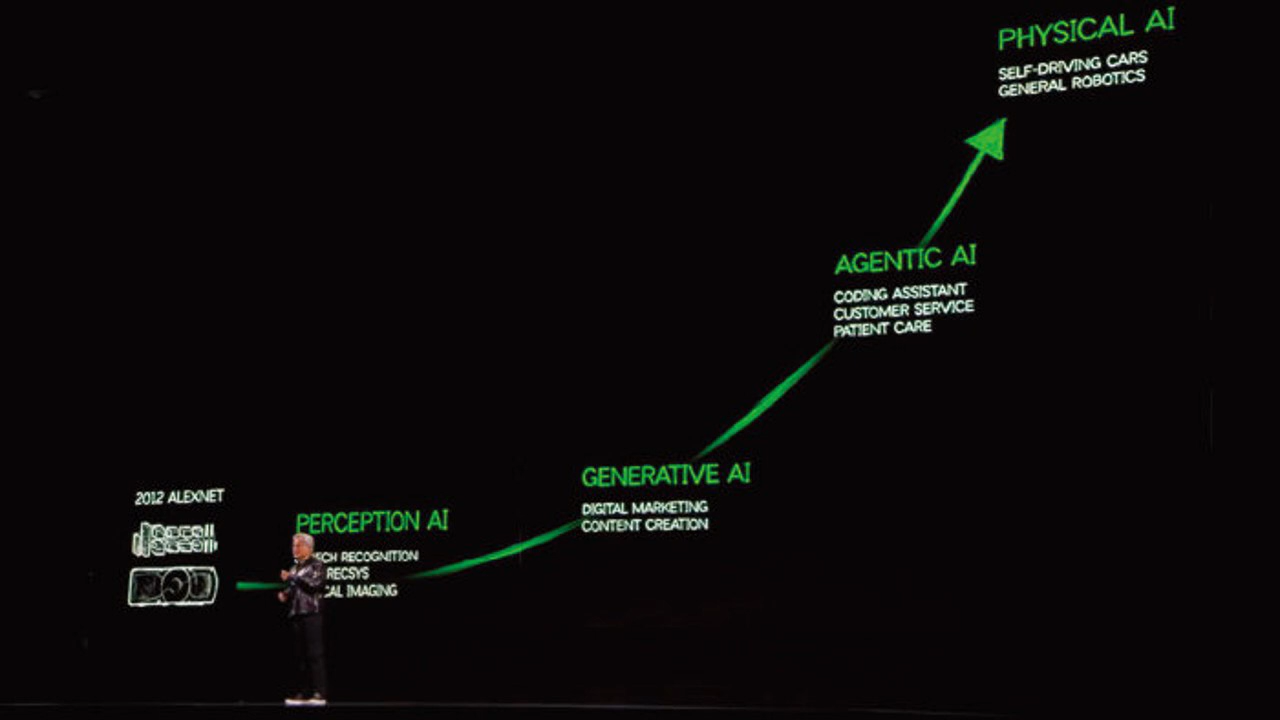 2012 ALEXNET
PERCEPTION AI
RECOGNITION
RECSYS
IMAGING
GENERATIVE AI
DIGITAL MARKETING
CONTENT CREATION
AGENTIC AI
CODING ASSISTANT
CUSTOMER SERVICE
PATIENT CARE
PHYSICAL AI
SELF-DRIVING CARS
GENERAL ROBOTICS